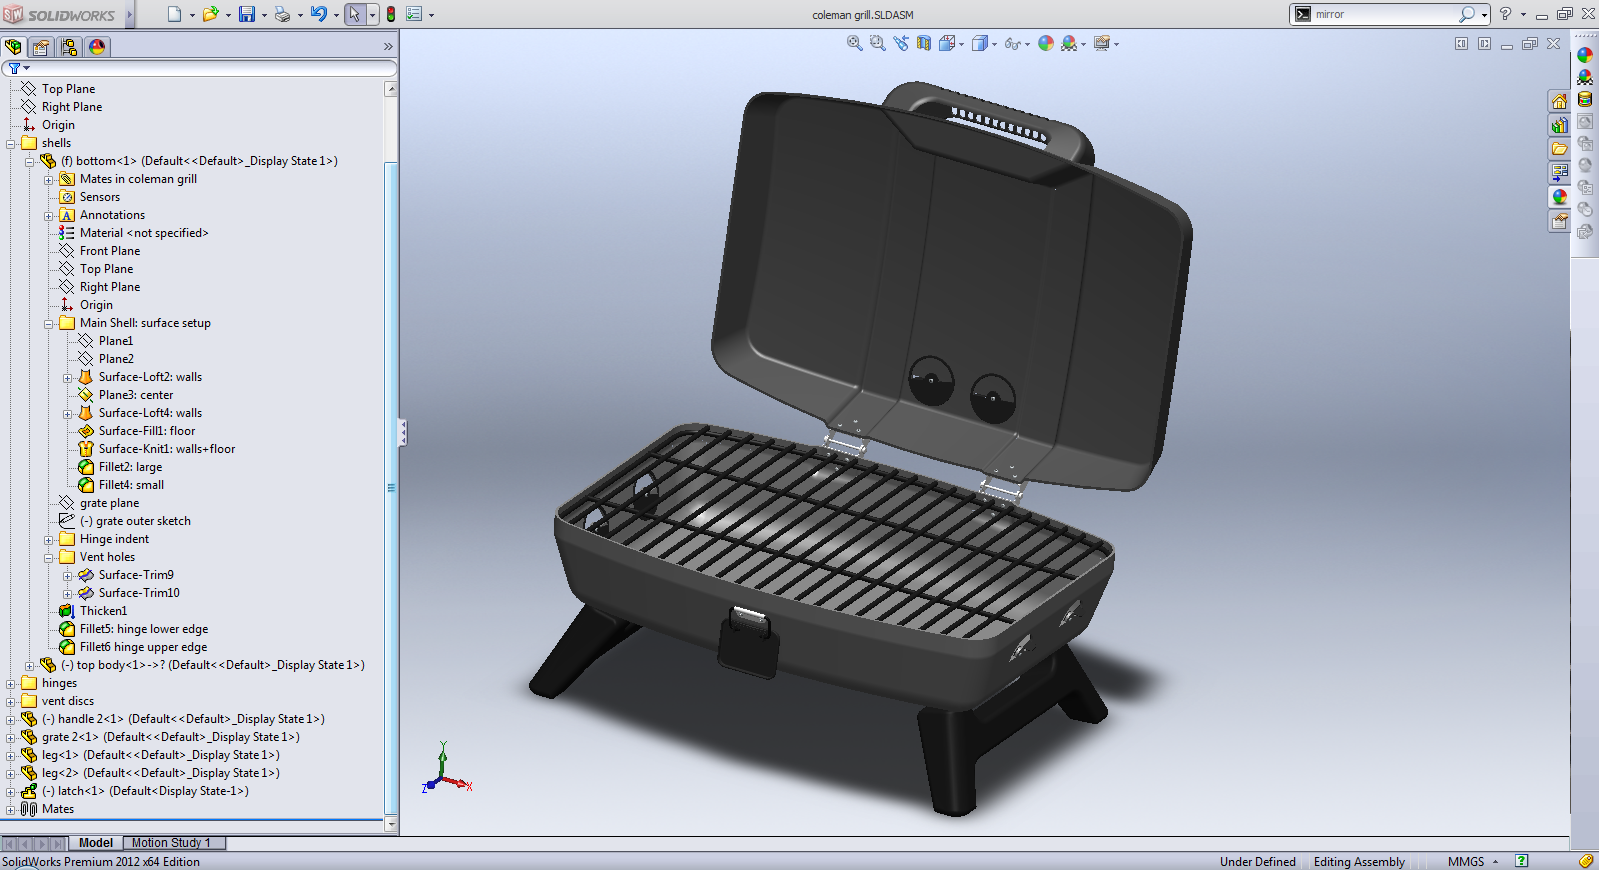 SW SOLIDWORKS
coleman grill.SLDASM
mirror
Top Plane
Right Plane
Origin
shells
(f) bottom<1> (Default<<Default>_Display State 1>)
Mates in coleman grill
Sensors
Annotations
Material <not specified>
Front Plane
Top Plane
Right Plane
Origin
Main Shell: surface setup
Plane1
Plane2
Surface-Loft2: walls
Plane3: center
Surface-Loft4: walls
Surface-Fill1: floor
Surface-Knit1: walls+floor
Fillet2: large
Fillet4: small
grate plane
(-) grate outer sketch
Hinge indent
Vent holes
Surface-Trim9
Surface-Trim10
Thicken1
Fillet5: hinge lower edge
Fillet6 hinge upper edge
(-) top body<1>->? (Default<<Default>_Display State 1>)
hinges
vent discs
(-) handle 2<1> (Default<<Default>_Display State 1>)
grate 2<1> (Default<<Default>_Display State 1>)
leg<1> (Default<<Default>_Display State 1>)
leg<2> (Default<<Default>_Display State 1>)
(-) latch<1> (Default<Display State-1>)
Mates
Y
Z X
Model Motion Study 1
SolidWorks Premium 2012 x64 Edition
Under Defined Editing Assembly MMGS ?